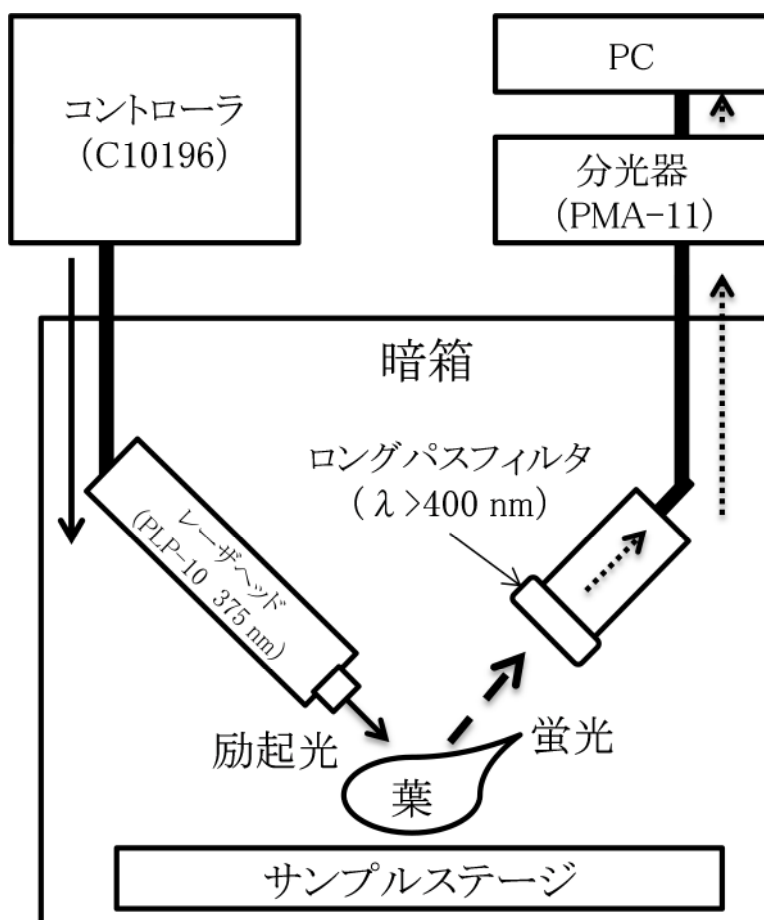 コントローラ
(C10196)
PC
分光器
(PMA-11)
暗箱
ロングパスフィルタ
(λ>400 nm)
レーザヘッド
(PLP-10 375 nm)
励起光
蛍光
葉
サンプルステージ